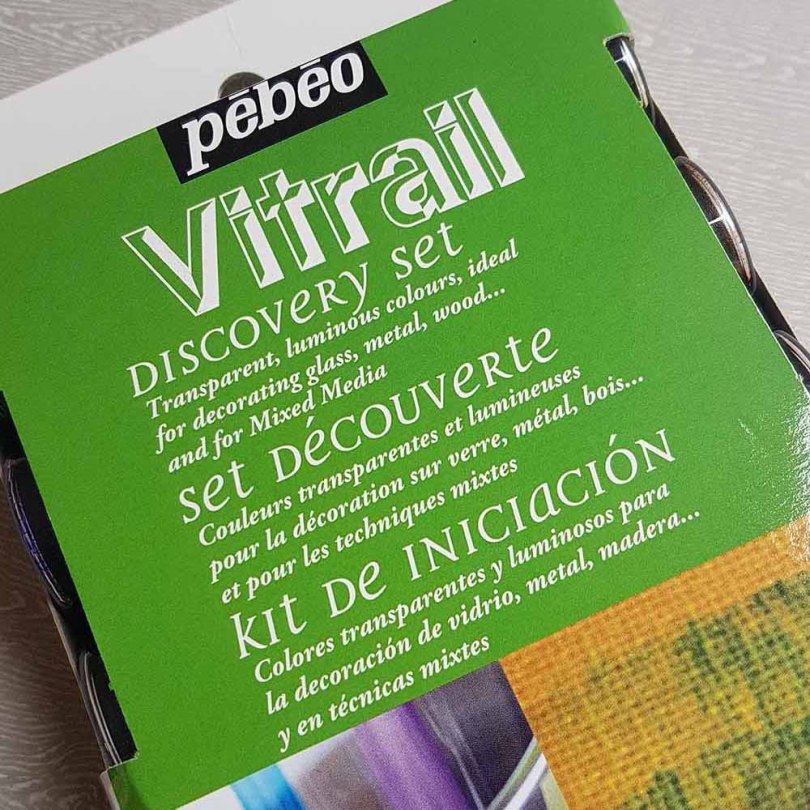 pébéo
Vitrail
DISCOVERY SET
Transparent, luminous colours, ideal
for decorating glass, metal, wood...
and for Mixed Media
SET DÉCOUVERTE
Couleurs transparentes et lumineuses
pour la décoration sur verre, métal, bois...
et pour les techniques mixtes
KIT DE INICIACIÓN
Colores transparentes y luminosos para
la decoración de vidrio, metal, madera...
y en técnicas mixtes